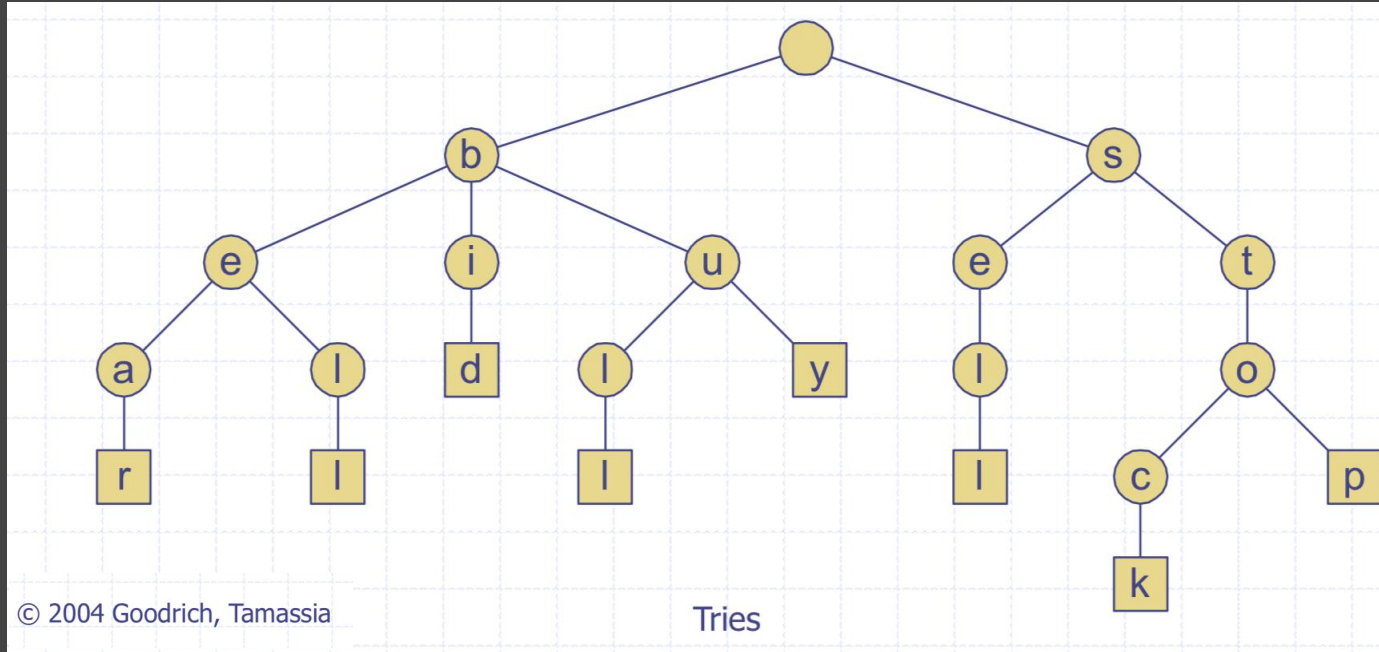 b s
e i u e t
a l d l y l o
r l l l c p
k
© 2004 Goodrich, Tamassia Tries